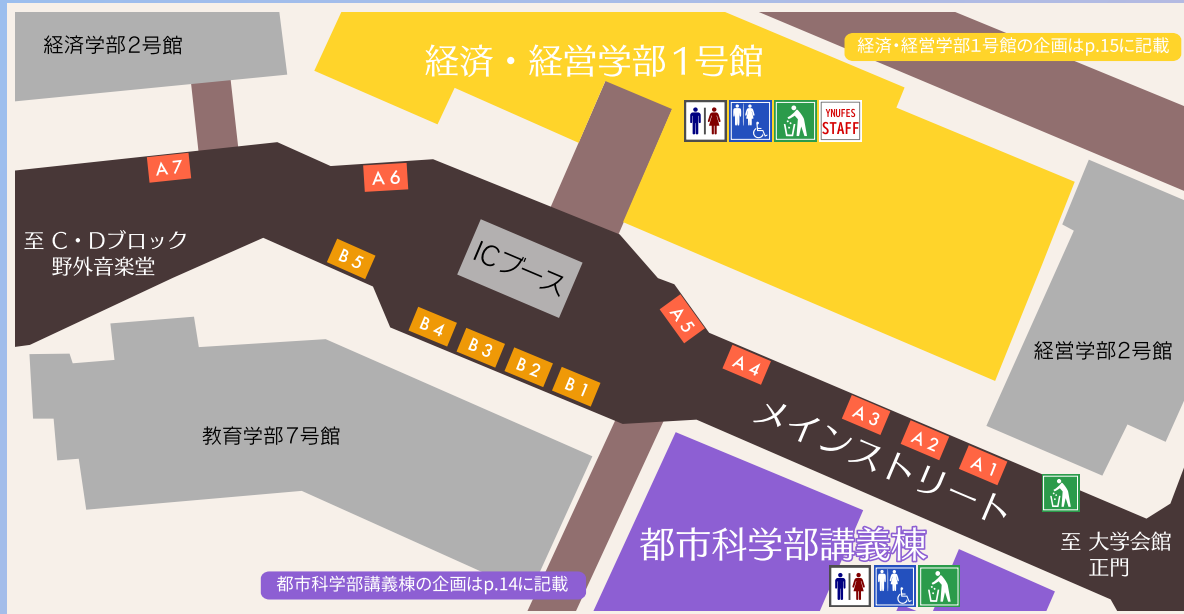 経済学部2号館
経済・経営学部1号館
経済・経営学部1号館の企画はp.15に記載
YNUFES
STAFF
A7
A6
至 C・Dブロック
野外音楽堂
B5
ICブース
A5
B4
B3
B2
B1
A4
A3
A2
A1
経営学部2号館
メインストリート
教育学部7号館
都市科学部講義棟
至 大学会館
正門
都市科学部講義棟の企画はp.14に記載